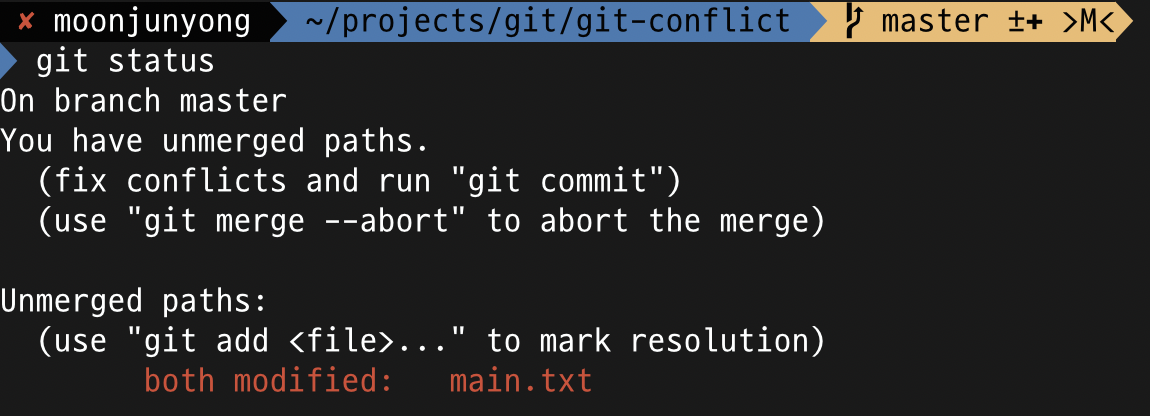 ✘ moonjunyong ~/projects/git/git-conflict master ±✚ >M<
git status
On branch master
You have unmerged paths.
  (fix conflicts and run "git commit")
  (use "git merge --abort" to abort the merge)

Unmerged paths:
  (use "git add <file>..." to mark resolution)
        both modified:   main.txt